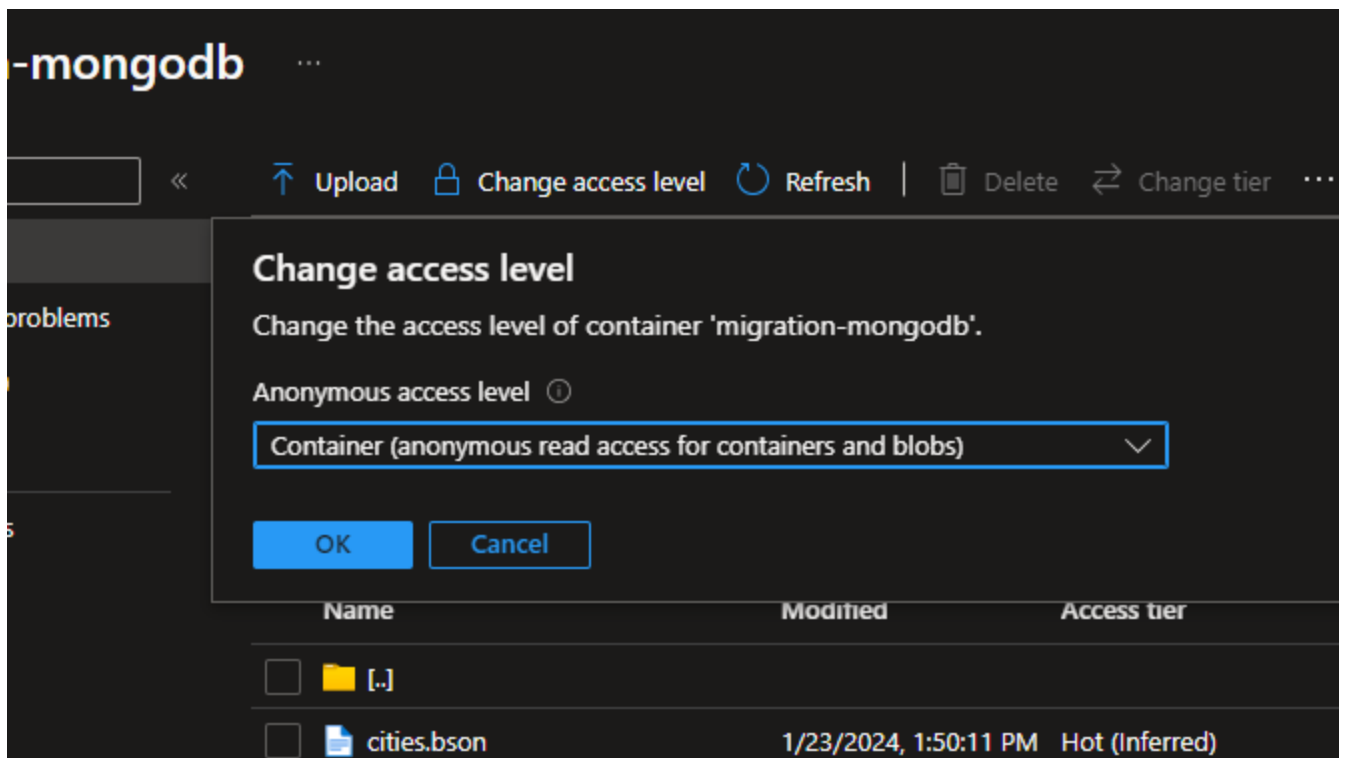 -mongodb ...
«
Upload Change access level Refresh Delete Change tier ...
Change access level
Change the access level of container 'migration-mongodb'.
problems
Anonymous access level
Container (anonymous read access for containers and blobs)
s
OK Cancel
Name Modified Access tier
[..]
cities.bson 1/23/2024, 1:50:11 PM Hot (Inferred)